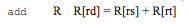 add R R[rd] = R[rs] + R[rt]